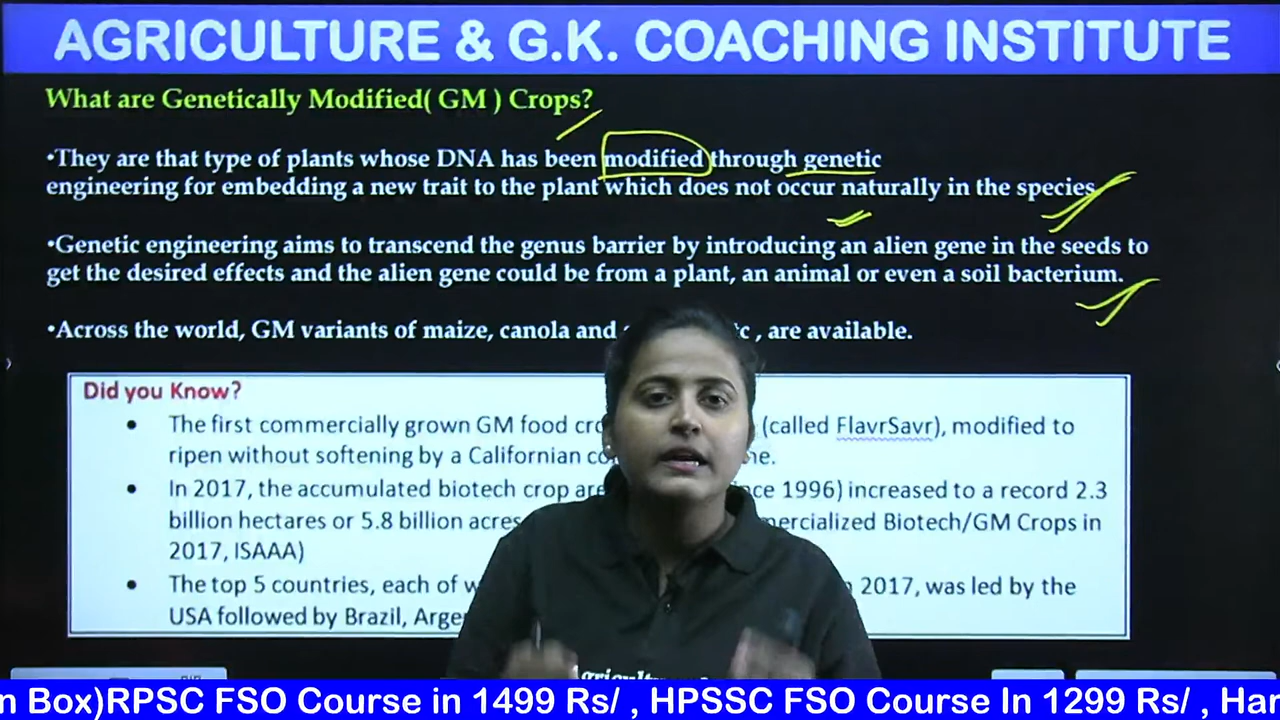 AGRICULTURE & G.K. COACHING INSTITUTE
What are Genetically Modified( GM ) Crops?
•They are that type of plants whose DNA has been modified through genetic
engineering for embedding a new trait to the plant which does not occur naturally in the species
•Genetic engineering aims to transcend the genus barrier by introducing an alien gene in the seeds to
get the desired effects and the alien gene could be from a plant, an animal or even a soil bacterium.
•Across the world, GM variants of maize, canola and , are available.
Did you Know?
• The first commercially grown GM food (called FlavrSavr), modified to
ripen without softening by a Californian
• In 2017, the accumulated biotech crop 1996) increased to a record 2.3
billion hectares or 5.8 billion acres Biotech/GM Crops in
2017, ISAAA)
• The top 5 countries, each of 2017, was led by the
USA followed by Brazil,
n Box)RPSC FSO Course in 1499 Rs/ , HPSSC FSO Course In 1299 Rs/ , Har